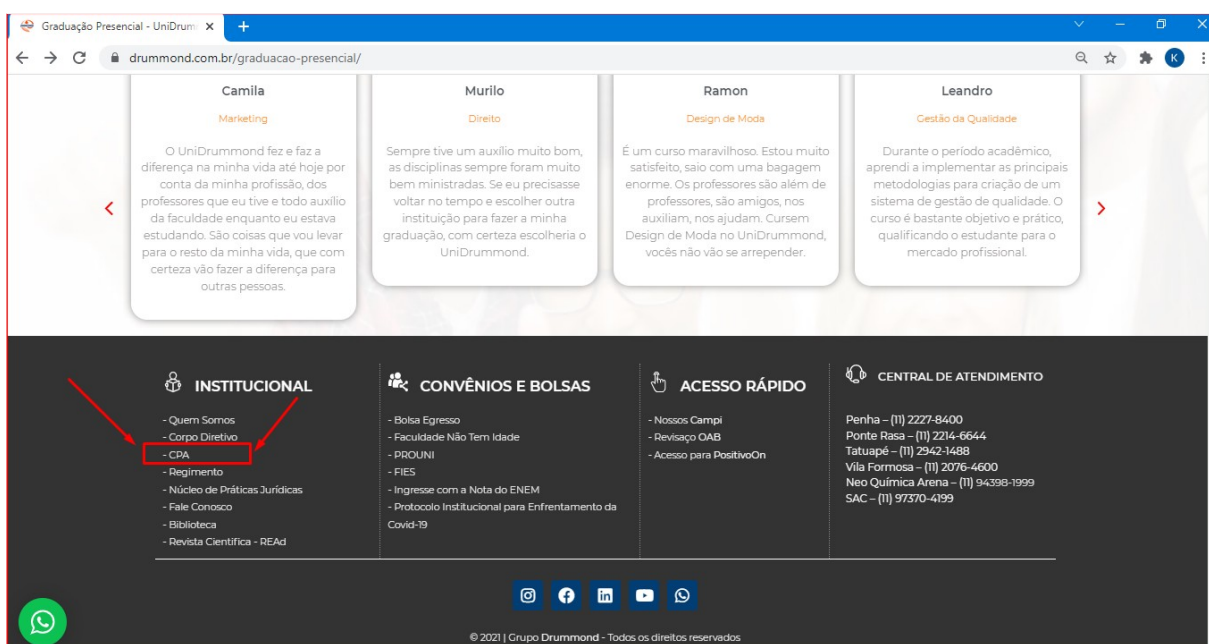 Graduação Presencial - UniDrum
drummond.com.br/graduacao-presencial/
K
Camila
Marketing
O UniDrummond fez e faz a
diferença na minha vida até hoje por
conta da minha profissão, dos
professores que eu tive e todo auxílio
da faculdade enquanto eu estava
estudando. São coisas que vou levar
para o resto da minha vida, que com
certeza vão fazer a diferença para
outras pessoas.
Murilo
Direito
Sempre tive um auxílio muito bom,
as disciplinas sempre foram muito
bem ministradas. Se eu precisasse
voltar no tempo e escolher outra
instituição para fazer a minha
graduação, com certeza escolheria o
UniDrummond.
Ramon
Design de Moda
É um curso maravilhoso. Estou muito
satisfeito, saio com uma bagagem
enorme. Os professores são além de
professores, são amigos, nos
auxiliam, nos ajudam. Cursem
Design de Moda no UniDrummond,
vocês não vão se arrepender.
Leandro
Gestão da Qualidade
Durante o período acadêmico,
aprendi a implementar as principais
metodologias para criação de um
sistema de gestão de qualidade. O
curso é bastante objetivo e prático,
qualificando o estudante para o
mercado profissional.
INSTITUCIONAL
- Quem Somos
- Corpo Diretivo
- CPA
- Regimento
- Núcleo de Práticas Jurídicas
- Fale Conosco
- Biblioteca
- Revista Científica - REAd
CONVÊNIOS E BOLSAS
- Bolsa Egresso
- Faculdade Não Tem Idade
- PROUNI
- FIES
- Ingresse com a Nota do ENEM
- Protocolo Institucional para Enfrentamento da
Covid-19
ACESSO RÁPIDO
- Nossos Campi
- Revisaço OAB
- Acesso para PositivoOn
CENTRAL DE ATENDIMENTO
Penha – (11) 2227-8400
Ponte Rasa – (11) 2214-6644
Tatuapé – (11) 2942-1488
Vila Formosa – (11) 2076-4600
Neo Química Arena – (11) 94398-1999
SAC – (11) 97370-4199
© 2021 | Grupo Drummond - Todos os direitos reservados